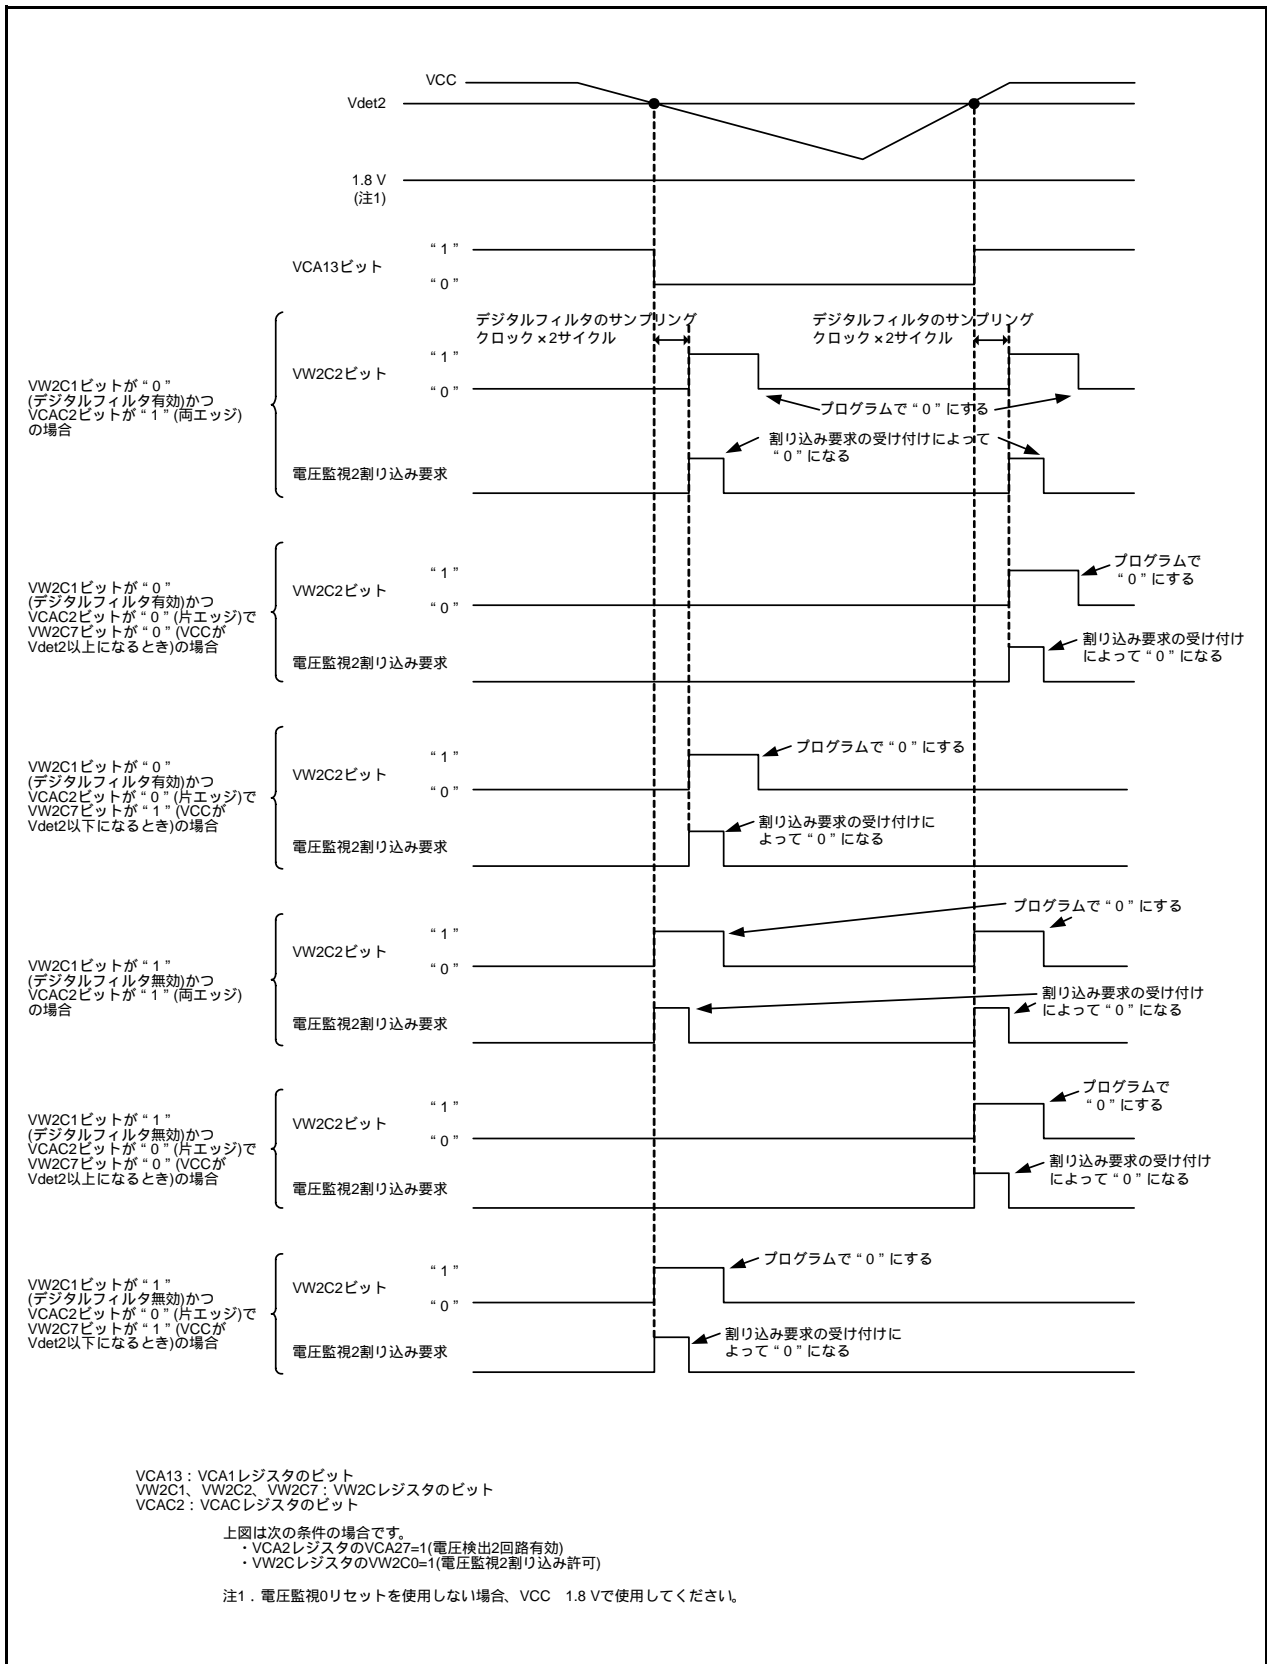 VCC
Vdet2
1.8 V
(注1)
VCA13ビット
“ 1 ”
“ 0 ”
VW2C1ビットが “ 0 ”
(デジタルフィルタ有効)かつ
VCAC2ビットが “ 1 ” (両エッジ)
の場合
デジタルフィルタのサンプリング
クロック×2サイクル
デジタルフィルタのサンプリング
クロック×2サイクル
VW2C2ビット
“ 1 ”
“ 0 ”
プログラムで “ 0 ” にする
割り込み要求の受け付けによって
“ 0 ” になる
電圧監視2割り込み要求
VW2C1ビットが “ 0 ”
(デジタルフィルタ有効)かつ
VCAC2ビットが “ 0 ” (片エッジ)で
VW2C7ビットが “ 0 ” (VCCが
Vdet2以上になるとき)の場合
VW2C2ビット
“ 1 ”
“ 0 ”
プログラムで
“ 0 ” にする
電圧監視2割り込み要求
割り込み要求の受け付け
によって “ 0 ” になる
VW2C1ビットが “ 0 ”
(デジタルフィルタ有効)かつ
VCAC2ビットが “ 0 ” (片エッジ)で
VW2C7ビットが “ 1 ” (VCCが
Vdet2以下になるとき)の場合
VW2C2ビット
“ 1 ”
“ 0 ”
プログラムで “ 0 ” にする
電圧監視2割り込み要求
割り込み要求の受け付けに
よって “ 0 ” になる
VW2C1ビットが “ 1 ”
(デジタルフィルタ無効)かつ
VCAC2ビットが “ 1 ” (両エッジ)
の場合
VW2C2ビット
“ 1 ”
“ 0 ”
プログラムで “ 0 ” にする
電圧監視2割り込み要求
割り込み要求の受け付け
によって “ 0 ” になる
VW2C1ビットが “ 1 ”
(デジタルフィルタ無効)かつ
VCAC2ビットが “ 0 ” (片エッジ)で
VW2C7ビットが “ 0 ” (VCCが
Vdet2以上になるとき)の場合
VW2C2ビット
“ 1 ”
“ 0 ”
プログラムで
“ 0 ” にする
電圧監視2割り込み要求
割り込み要求の受け付け
によって “ 0 ” になる
VW2C1ビットが “ 1 ”
(デジタルフィルタ無効)かつ
VCAC2ビットが “ 0 ” (片エッジ)で
VW2C7ビットが “ 1 ” (VCCが
Vdet2以下になるとき)の場合
VW2C2ビット
“ 1 ”
“ 0 ”
プログラムで “ 0 ” にする
電圧監視2割り込み要求
割り込み要求の受け付けに
よって “ 0 ” になる
VCA13：VCA1レジスタのビット
VW2C1、VW2C2、VW2C7：VW2Cレジスタのビット
VCAC2：VCACレジスタのビット
上図は次の条件の場合です。
・VCA2レジスタのVCA27=1(電圧検出2回路有効)
・VW2CレジスタのVW2C0=1(電圧監視2割り込み許可)
注1．電圧監視0リセットを使用しない場合、VCC　1.8 Vで使用してください。